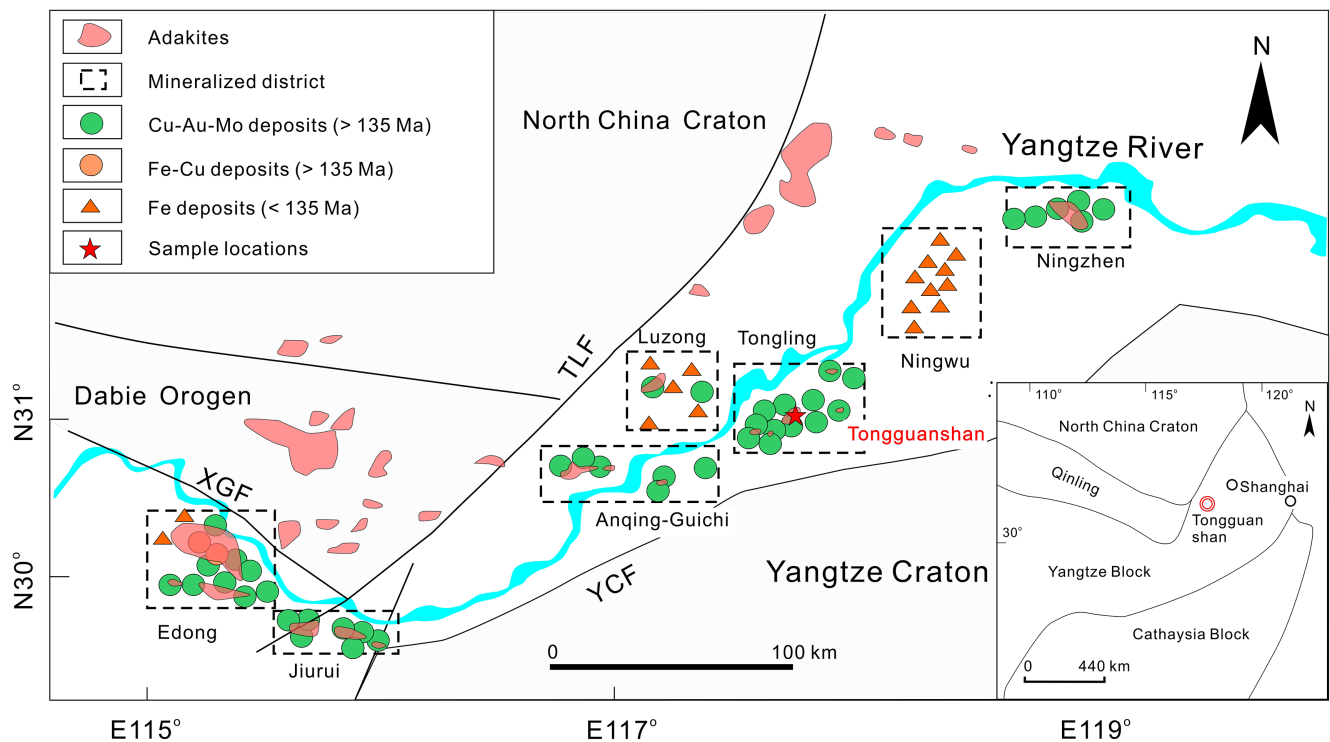 Adakites
Mineralized district
Cu-Au-Mo deposits (> 135 Ma)
Fe-Cu deposits (> 135 Ma)
Fe deposits (< 135 Ma)
Sample locations
North China Craton
N
Yangtze River
Ningzhen
Ningwu
TLF
Luzong
Tongling
Dabie Orogen
Tongguanshan
XGF
Anqing-Guichi
YCF
Yangtze Craton
Edong
Jiurui
0 100 km
N31°
N30°
E115° E117° E119°
110° 115° 120°
N
North China Craton
Qinling
Shanghai
Tongguan
shan
30°
Yangtze Block
Cathaysia Block
0 440 km